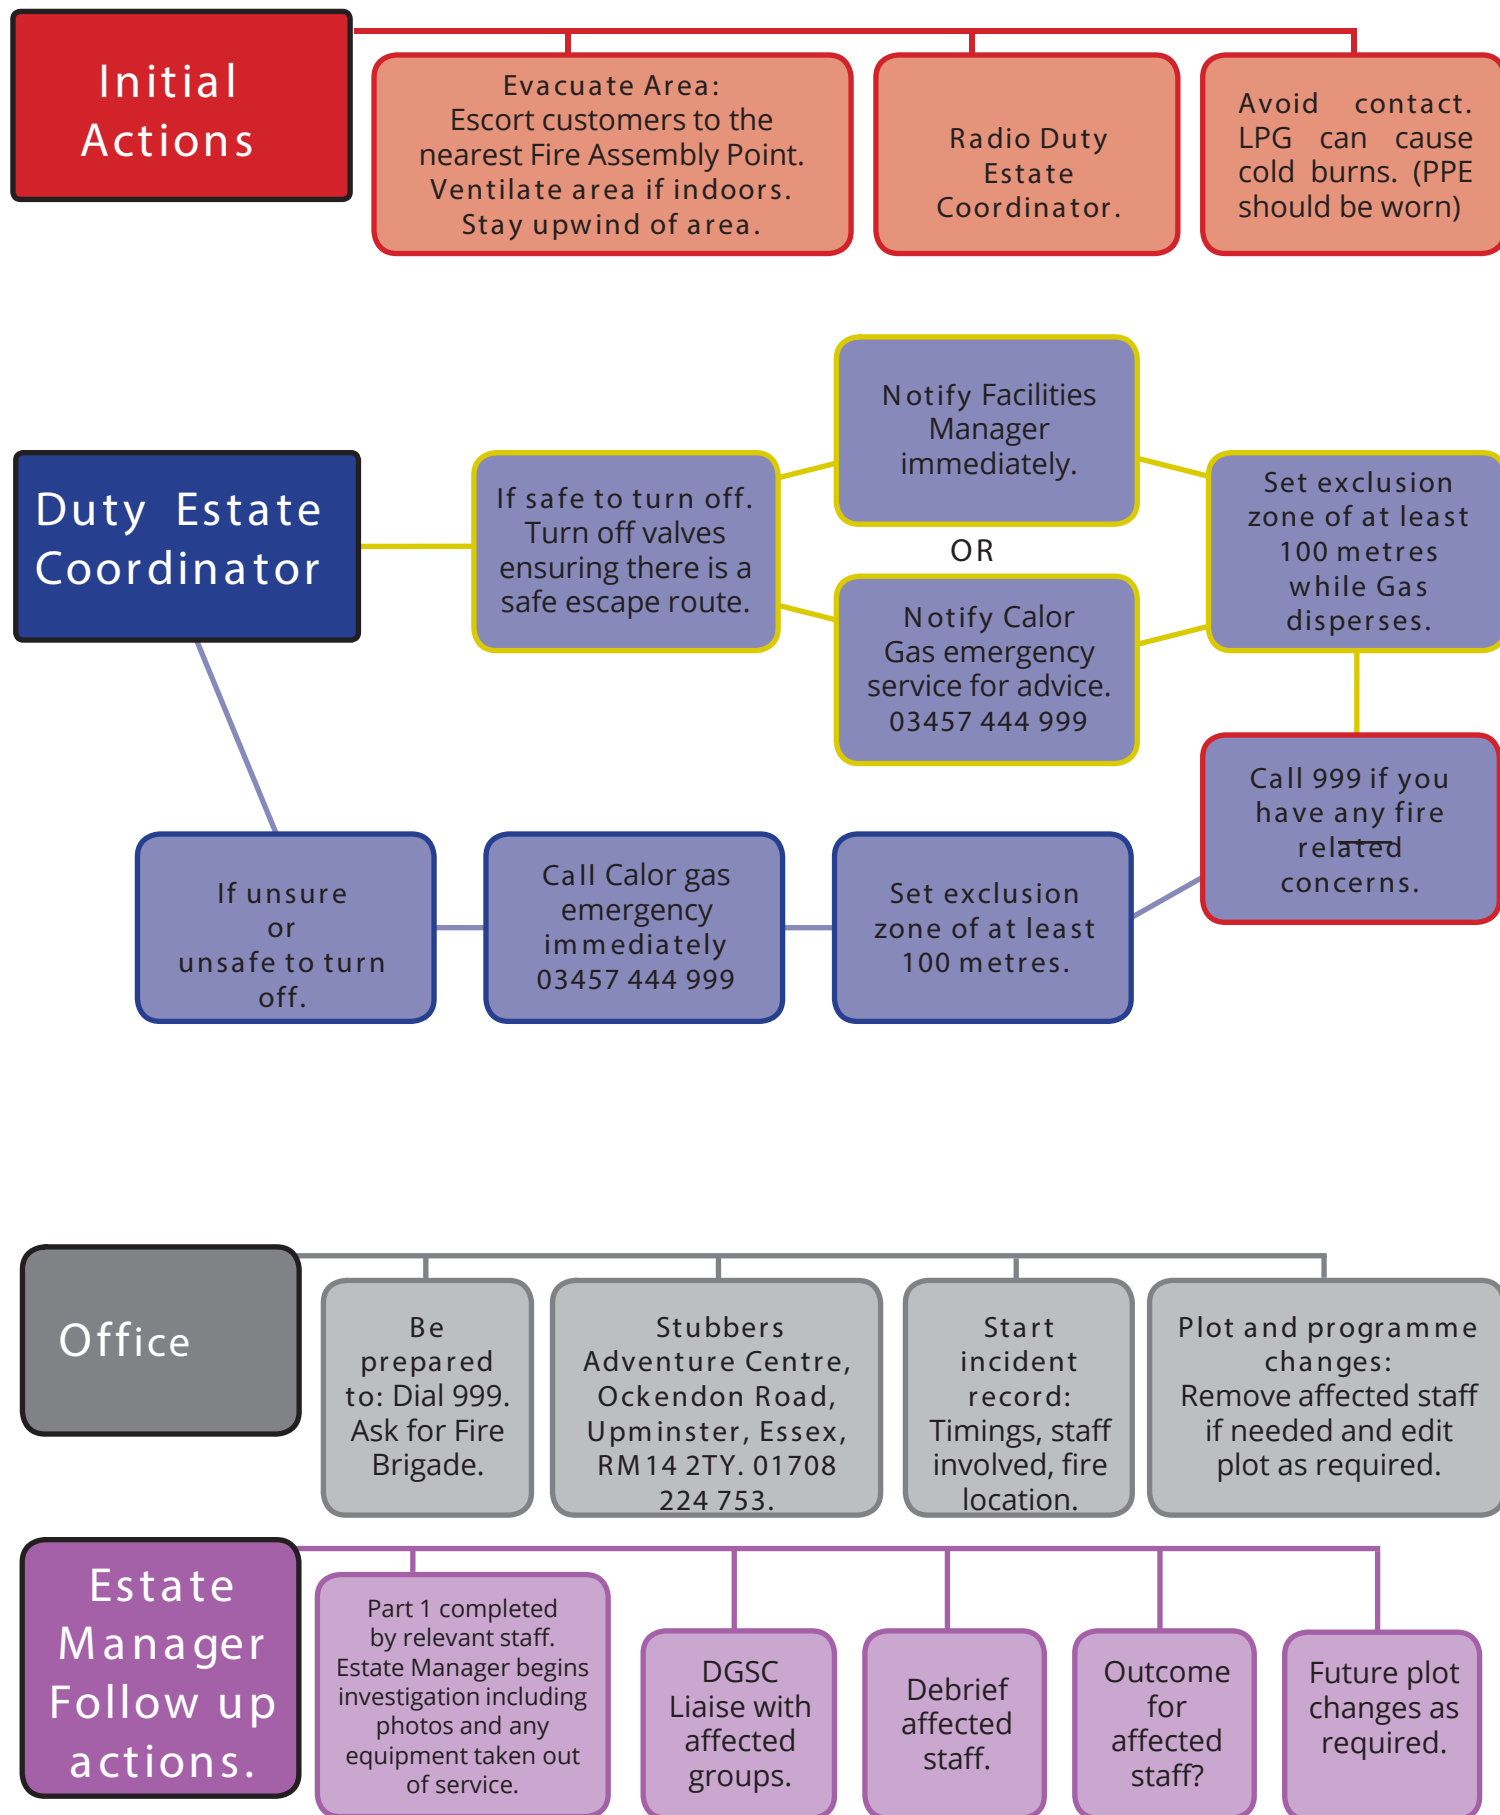 Initial
Actions
Evacuate Area:
Escort customers to the
nearest Fire Assembly Point.
Ventilate area if indoors.
Stay upwind of area.
Radio Duty
Estate
Coordinator.
Avoid contact.
LPG can cause
cold burns. (PPE
should be worn)
Duty Estate
Coordinator
If safe to turn off.
Turn off valves
ensuring there is a
safe escape route.
Notify Facilities
Manager
immediately.
OR
Notify Calor
Gas emergency
service for advice.
03457 444 999
Set exclusion
zone of at least
100 metres
while Gas
disperses.
Call 999 if you
have any fire
related
concerns.
If unsure
or
unsafe to turn
off.
Call Calor gas
emergency
immediately
03457 444 999
Set exclusion
zone of at least
100 metres.
Office
Be
prepared
to: Dial 999.
Ask for Fire
Brigade.
Stubbers
Adventure Centre,
Ockendon Road,
Upminster, Essex,
RM14 2TY. 01708
224 753.
Start
incident
record:
Timings, staff
involved, fire
location.
Plot and programme
changes:
Remove affected staff
if needed and edit
plot as required.
Estate
Manager
Follow up
actions.
Part 1 completed
by relevant staff.
Estate Manager begins
investigation including
photos and any
equipment taken out
of service.
DGSC
Liaise with
affected
groups.
Debrief
affected
staff.
Outcome
for
affected
staff?
Future plot
changes as
required.